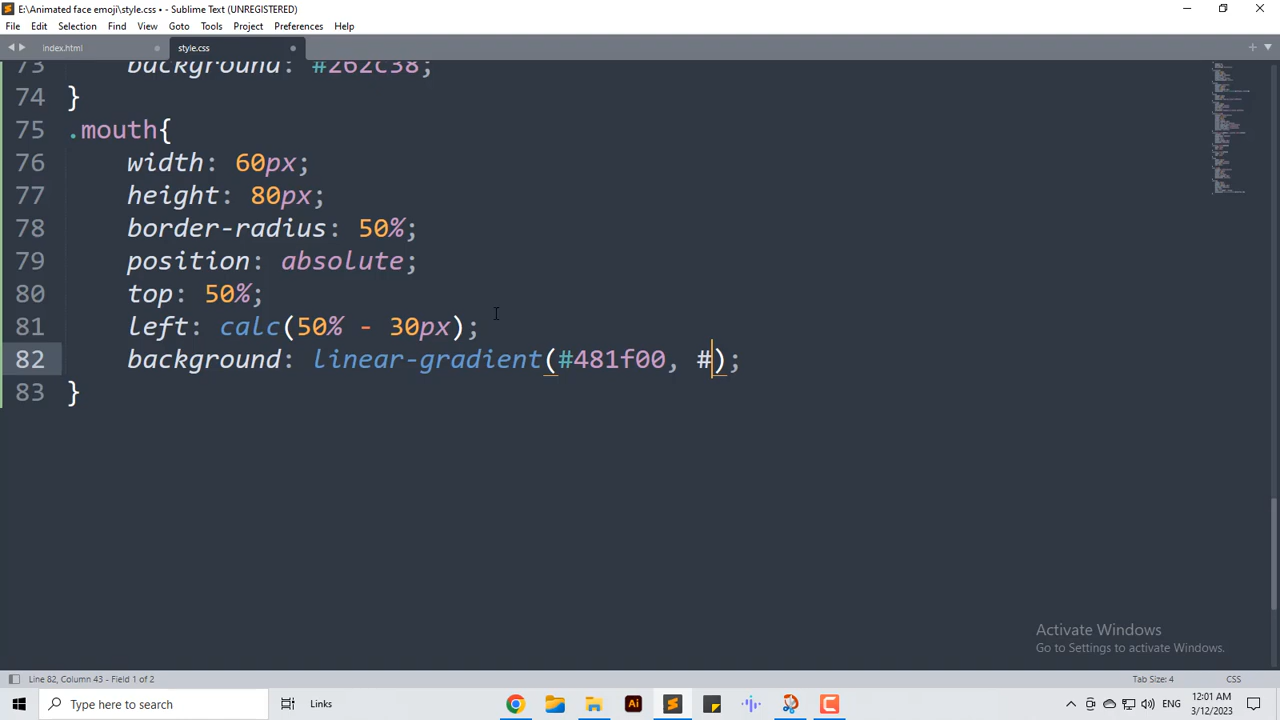 E:\Animated face emoji\style.css • - Sublime Text (UNREGISTERED)
File Edit Selection Find View Goto Tools Project Preferences Help
index.html style.css
73 background: #262c38;
74 }
75 .mouth{
76 width: 60px;
77 height: 80px;
78 border-radius: 50%;
79 position: absolute;
80 top: 50%;
81 left: calc(50% - 30px);
82 background: linear-gradient(#481f00, #);
83 }
Activate Windows
Go to Settings to activate Windows.
Line 82, Column 43 - Field 1 of 2 Tab Size: 4 CSS
Type here to search Links Ai ENG 12:01 AM
3/12/2023